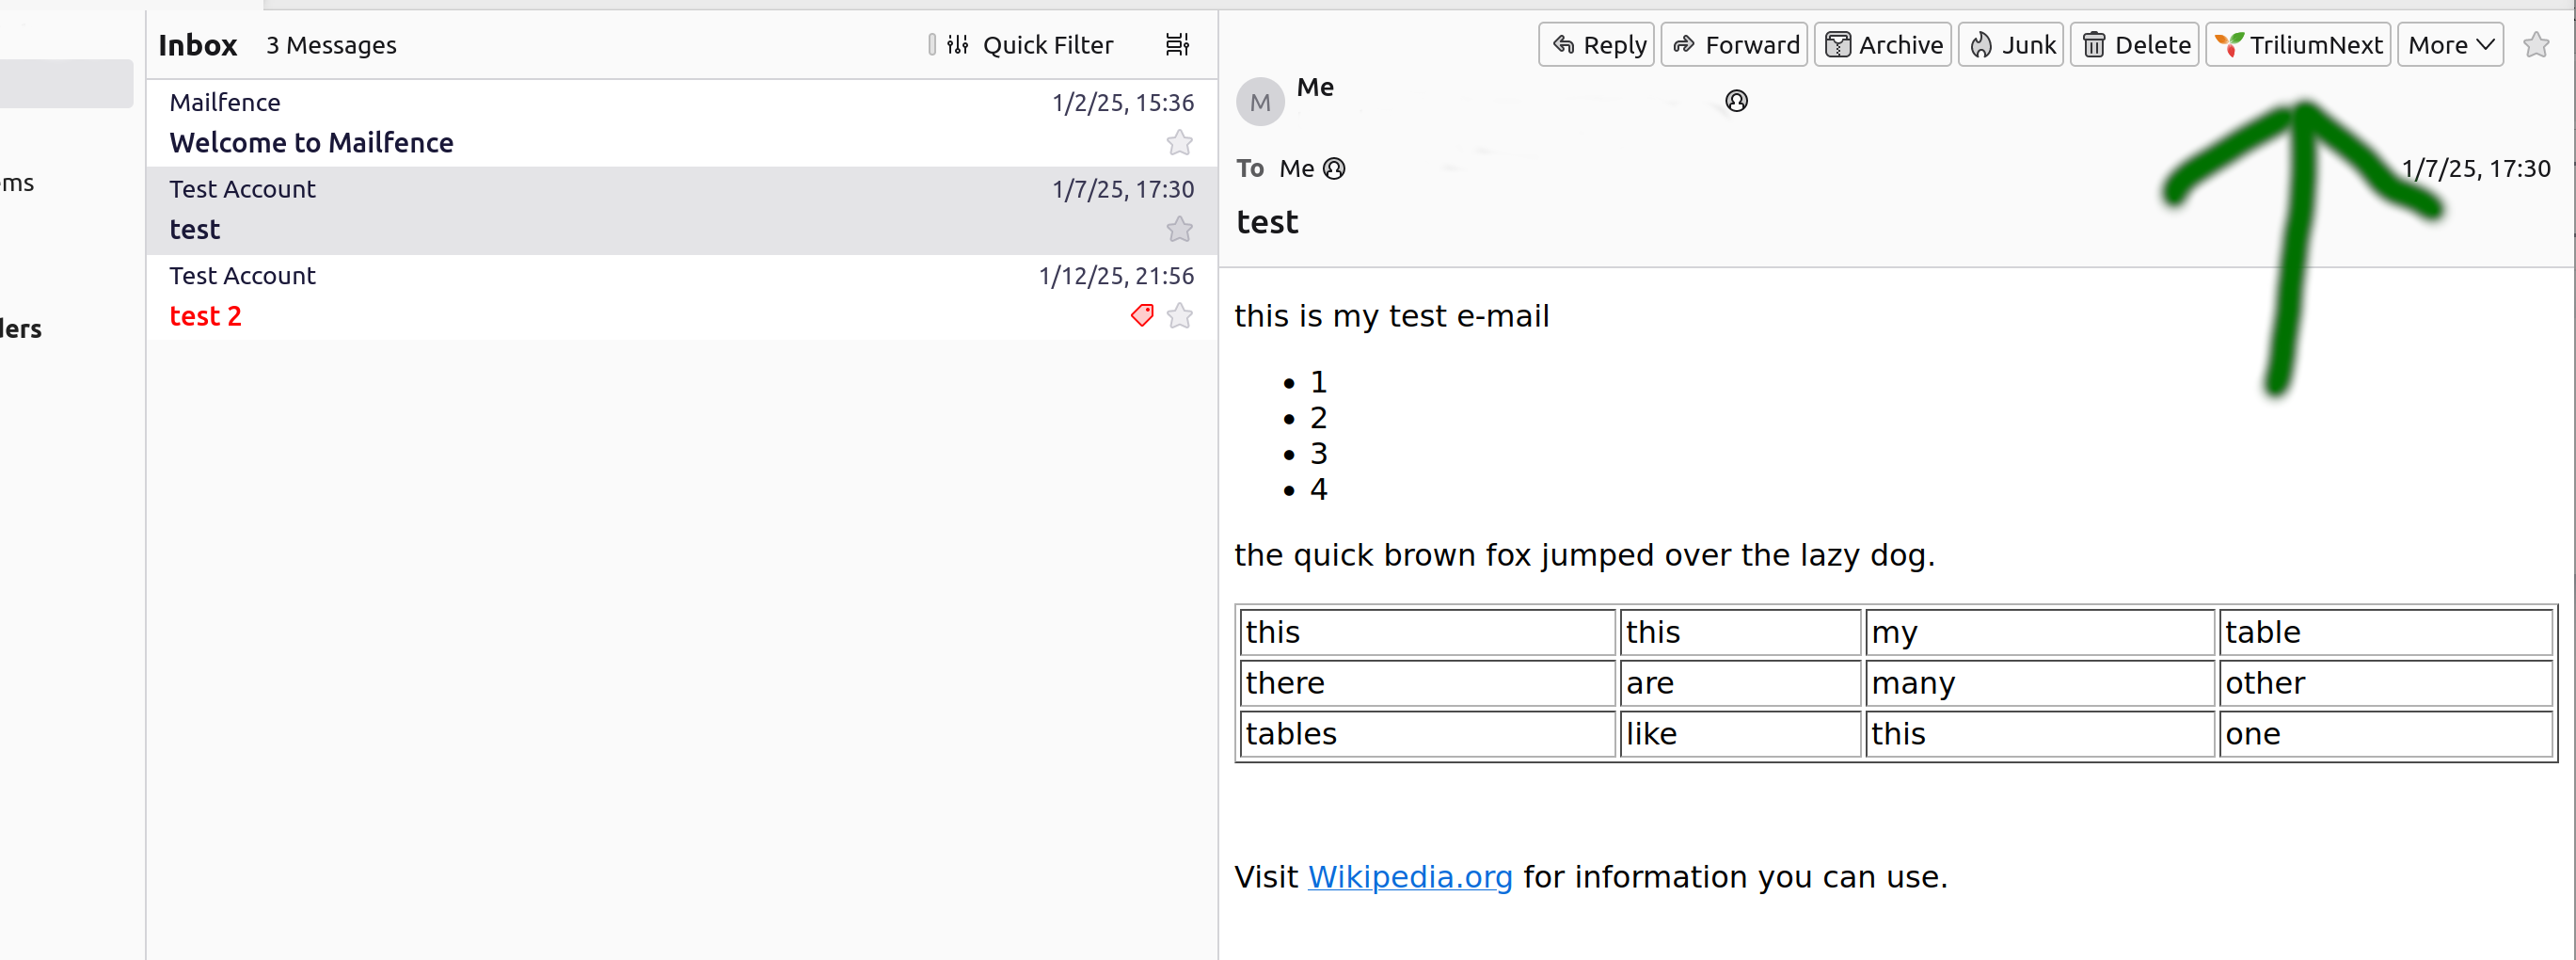 Inbox 3 Messages Quick Filter
ems
ders
Mailfence 1/2/25, 15:36
Welcome to Mailfence
Test Account 1/7/25, 17:30
test
Test Account 1/12/25, 21:56
test 2
Reply Forward Archive Junk Delete TriliumNext More
M Me
To Me 1/7/25, 17:30
test
this is my test e-mail
• 1
• 2
• 3
• 4
the quick brown fox jumped over the lazy dog.
this this my table
there are many other
tables like this one
Visit Wikipedia.org for information you can use.